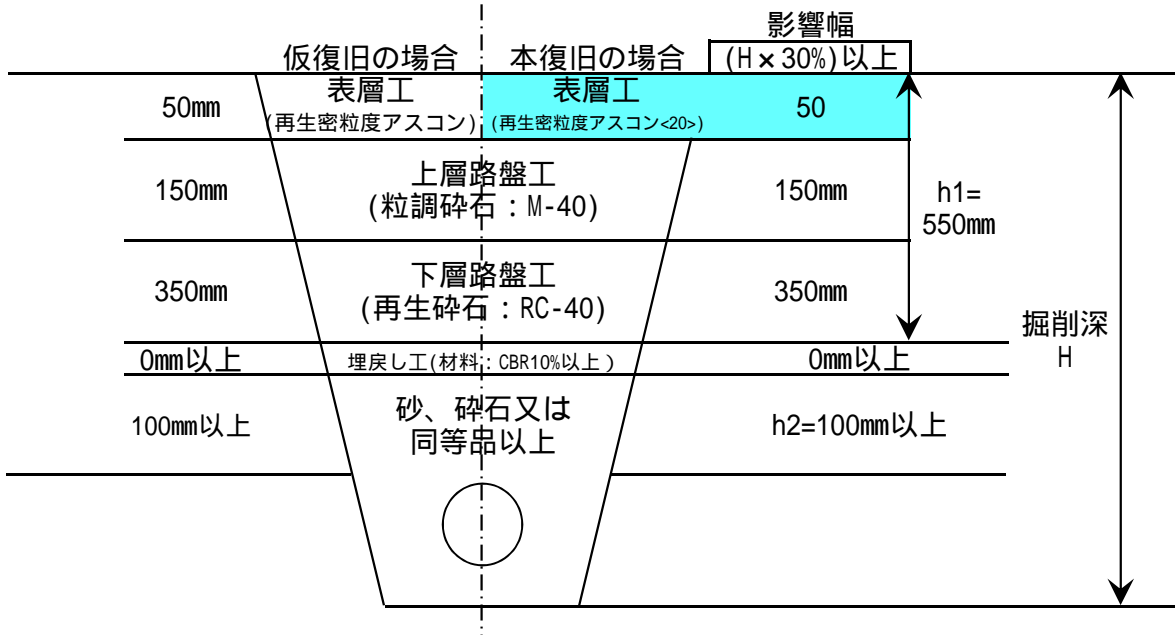 影響幅
仮復旧の場合 本復旧の場合 (H×30%)以上
表層工 表層工
50mm (再生密粒度アスコン) (再生密粒度アスコン<20>) 50
上層路盤工
150mm (粒調砕石：M-40) 150mm h1=
550mm
下層路盤工
350mm (再生砕石：RC-40) 350mm
掘削深
H
0mm以上 埋戻し工(材料：CBR10%以上) 0mm以上
砂、砕石又は
100mm以上 同等品以上 h2=100mm以上